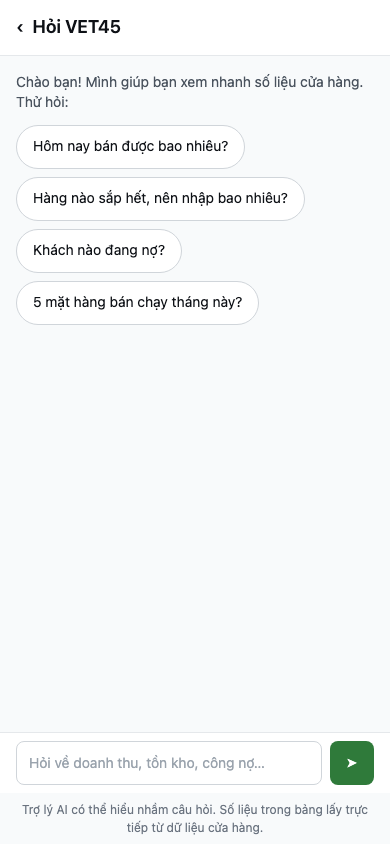 ‹ Hỏi VET45
Chào bạn! Mình giúp bạn xem nhanh số liệu cửa hàng.
Thử hỏi:
Hôm nay bán được bao nhiêu?
Hàng nào sắp hết, nên nhập bao nhiêu?
Khách nào đang nợ?
5 mặt hàng bán chạy tháng này?
Hỏi về doanh thu, tồn kho, công nợ...
Trợ lý AI có thể hiểu nhầm câu hỏi. Số liệu trong bảng lấy trực
tiếp từ dữ liệu cửa hàng.